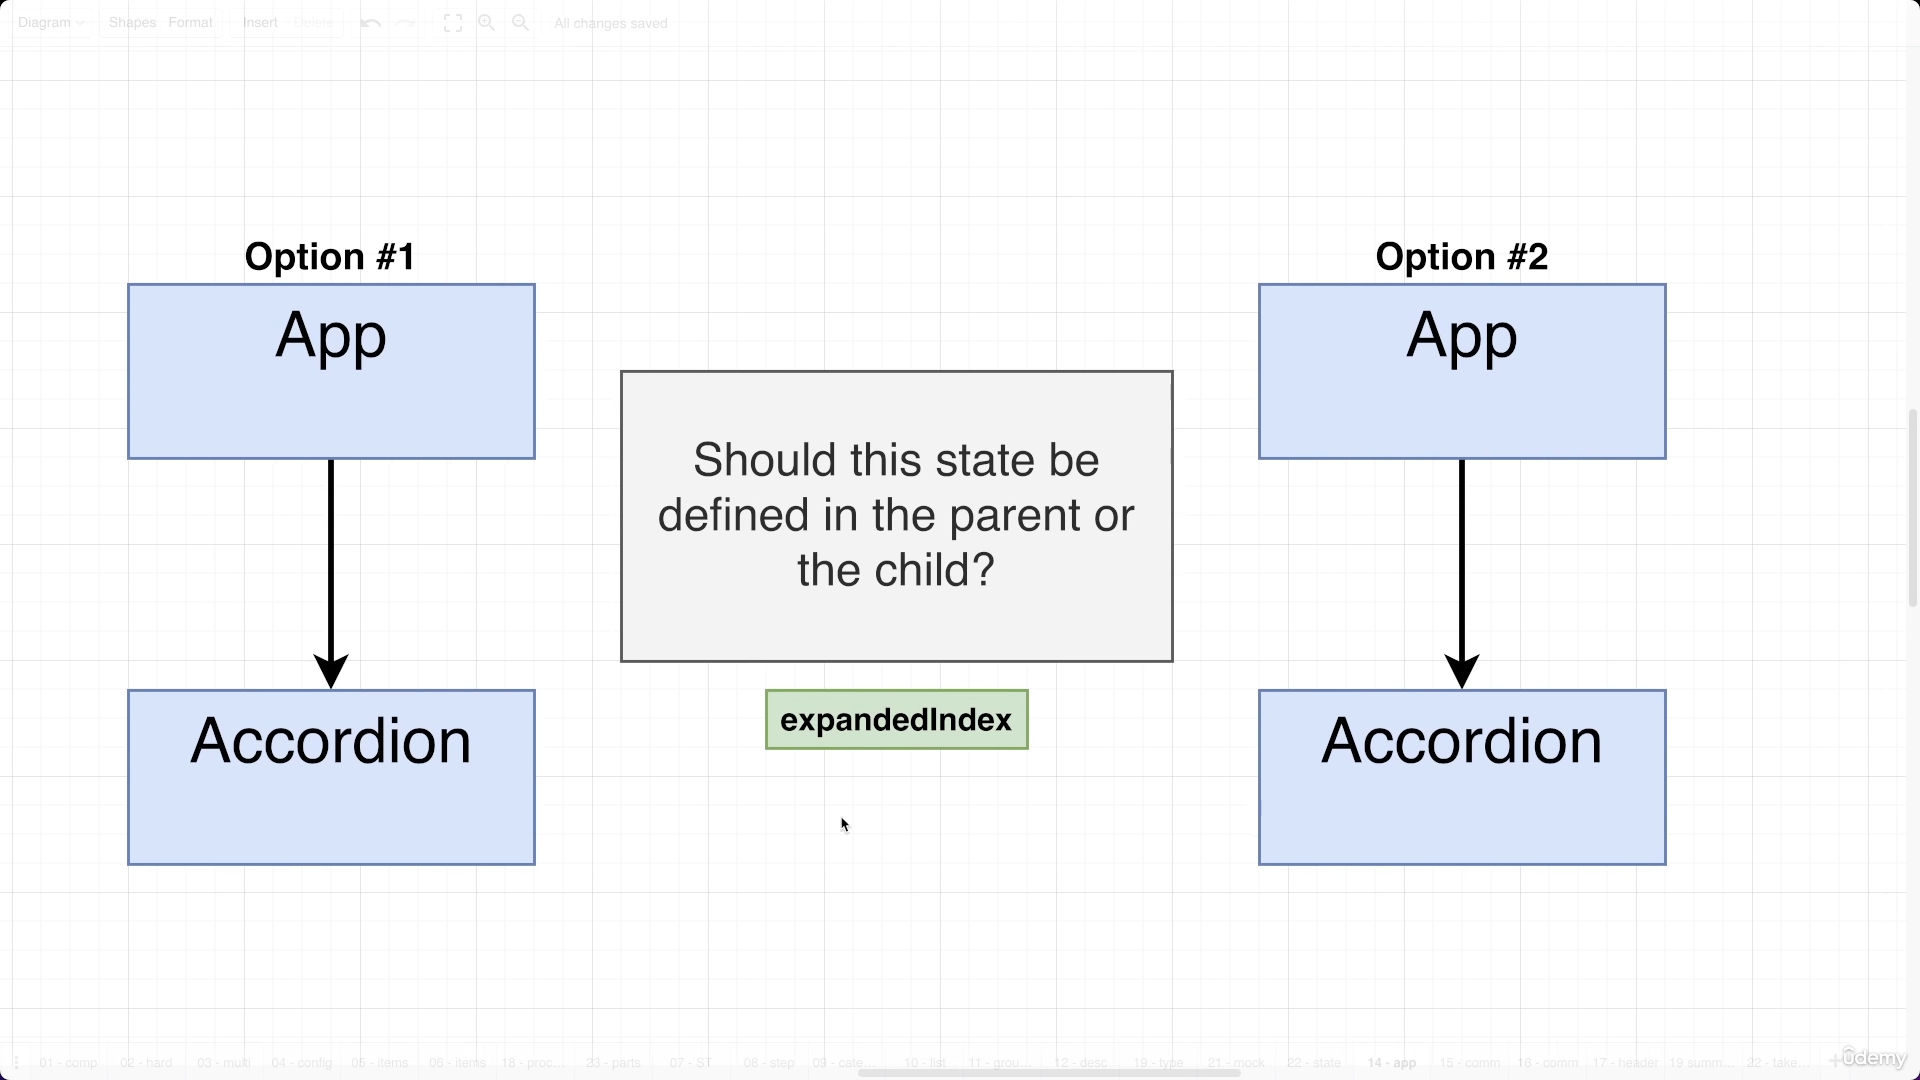 Diagram Shapes Format Insert Delete All changes saved
Option #1
App
Accordion
Should this state be
defined in the parent or
the child?
expandedIndex
Option #2
App
Accordion
01 - comp 02 - hard 03 - multi 04 - config 05 - items 06 - items 18 - proc... 23 - parts 07 - ST 08 - step 09 - cate... 10 - list 11 - grou... 12 - desc 19 - type 21 - mock 22 - state 14 - app 15 - comm 16 - comm 17 - header 19 summ... 22 - take...
ûdemy